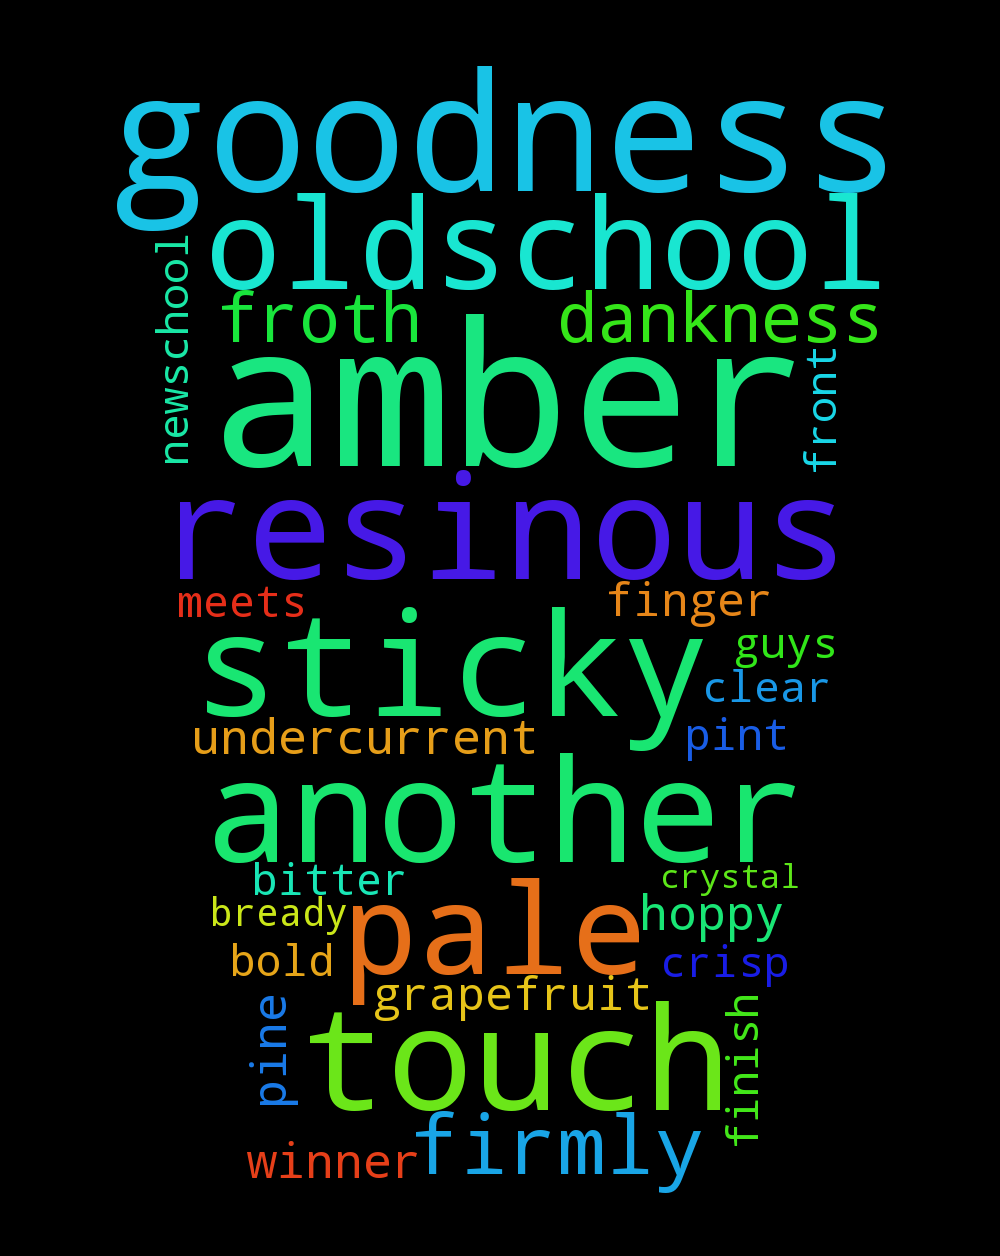 goodness
oldschool
newschool
froth
dankness
amber
front
resinous
meets
finger
sticky
guys
clear
undercurrent
pint
another
bitter
crystal
bready
pale
hoppy
bold
crisp
grapefruit
pine
touch
finish
firmly
winner